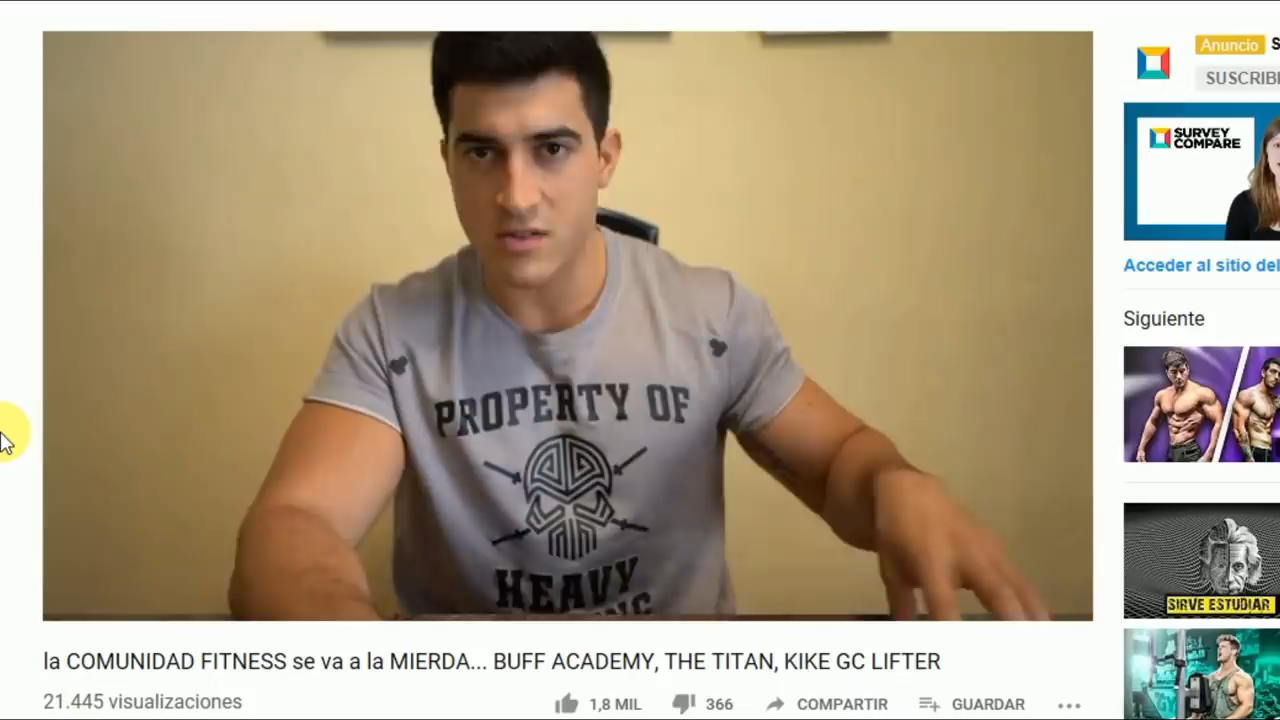 PROPERTY OF
HEAVY
la COMUNIDAD FITNESS se va a la MIERDA... BUFF ACADEMY, THE TITAN, KIKE GC LIFTER
21.445 visualizaciones
1,8 MIL
366
COMPARTIR
GUARDAR
Anuncio
SURVEY
COMPARE
Acceder al sitio del
Siguiente
SIRVE ESTUDIAR